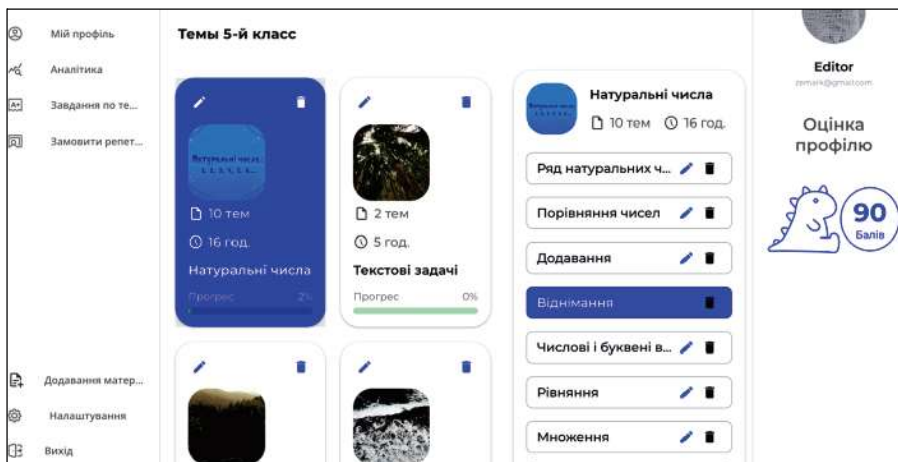 Мій профіль
Аналітика
Завдання по те...
Замовити репет...
Додавання матер...
Налаштування
Вихід
Темы 5-й класс
10 тем
16 год.
Натуральні числа
Прогрес 2%
2 тем
5 год.
Текстові задачі
Прогрес 0%
Натуральні числа
10 тем 16 год.
Ряд натуральних ч...
Порівняння чисел
Додавання
Віднімання
Числові і буквені в...
Рівняння
Множення
Editor
Оцінка
профілю
90
Балів